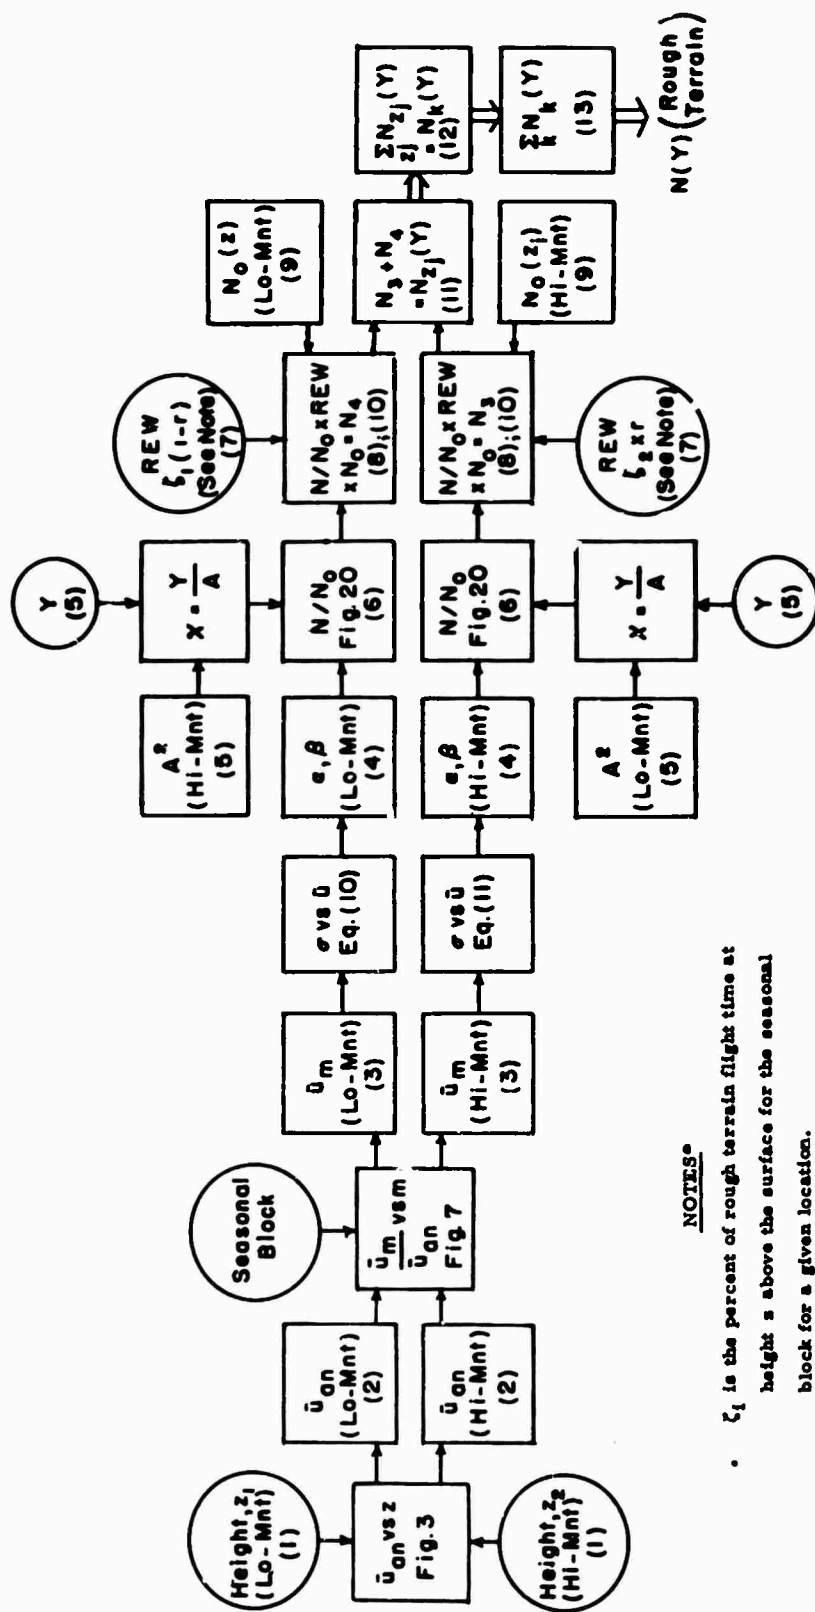 Height, z₁
(Lo-Mnt)
(1)
ū_an vs z
Fig. 3
Height, z₂
(Hi-Mnt)
(1)
ū_an
(Lo-Mnt)
(2)
ū_an
(Hi-Mnt)
(2)
Seasonal
Block
ū_m vs m
ū_an
Fig. 7
ū_m
(Lo-Mnt)
(3)
ū_m
(Hi-Mnt)
(3)
σ vs ū
Eq. (10)
σ vs ū
Eq. (11)
α, β
(Lo-Mnt)
(4)
α, β
(Hi-Mnt)
(4)
A²
(Hi-Mnt)
(5)
Y
(5)
X = Y/A
N/N₀
Fig. 20
(6)
N/N₀
Fig. 20
(6)
X = Y/A
A²
(Lo-Mnt)
(5)
Y
(5)
REW
ζ₁(1-r)
(See Note)
(7)
N/N₀ x REW
x N₀ = N₄
(8);(10)
N/N₀ x REW
x N₀ = N₃
(8);(10)
REW
ζ₂ x r
(See Note)
(7)
N₀(z)
(Lo-Mnt)
(9)
N₃ + N₄
= N_zj(Y)
(11)
N₀(z_i)
(Hi-Mnt)
(9)
Σ N_zj(Y)
zj
= N_k(Y)
(12)
Σ N_k(Y)
k
(13)
N(Y) (Rough
Terrain)
NOTES*
• ζ_i is the percent of rough terrain flight time at
height z above the surface for the seasonal
block for a given location.